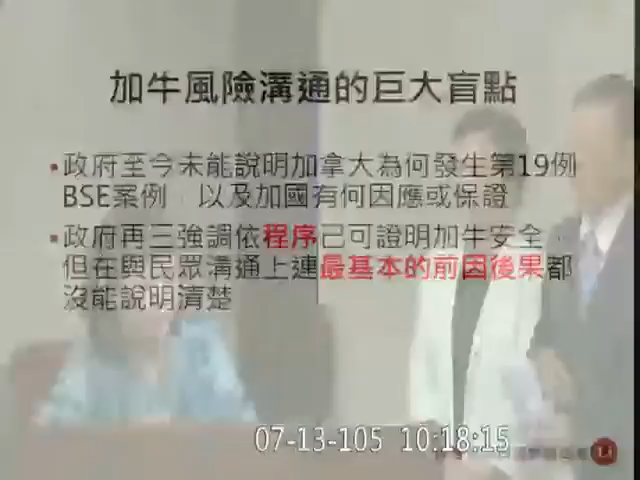 加牛風險溝通的巨大盲點
政府至今未能說明加拿大為何發生第19例
BSE案例，以及加國有何因應或保證
政府再三強調依程序已可證明加牛安全，
但在與民眾溝通上連最基本的前因後果都
沒能說明清楚
07-13-105 10:18:15